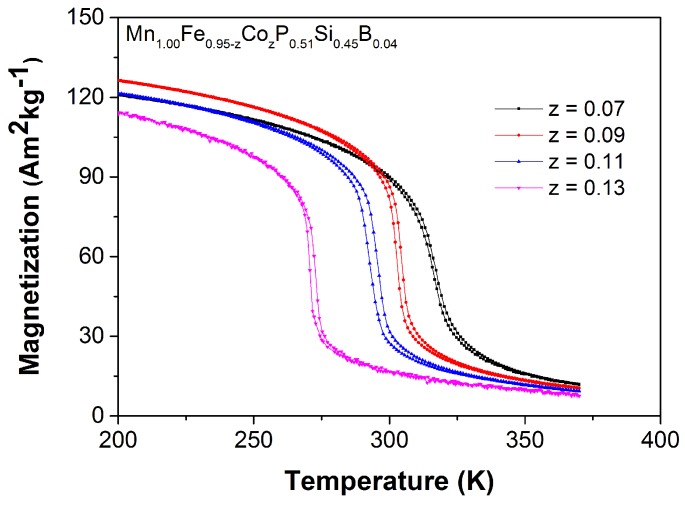 Mn1.00Fe0.95-zCozP0.51Si0.45B0.04
150
120
90
60
30
0
z = 0.07
z = 0.09
z = 0.11
z = 0.13
200
250
300
350
400
Magnetization (Am2kg-1)
Temperature (K)